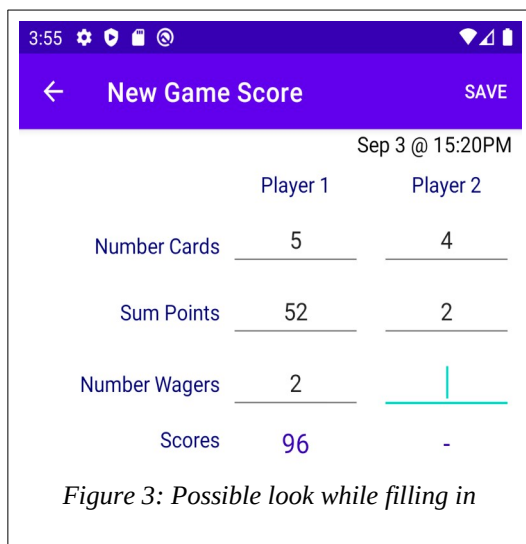 3:55
New Game Score SAVE
Sep 3 @ 15:20PM
Player 1 Player 2
Number Cards 5 4
Sum Points 52 2
Number Wagers 2
Scores 96 -
Figure 3: Possible look while filling in